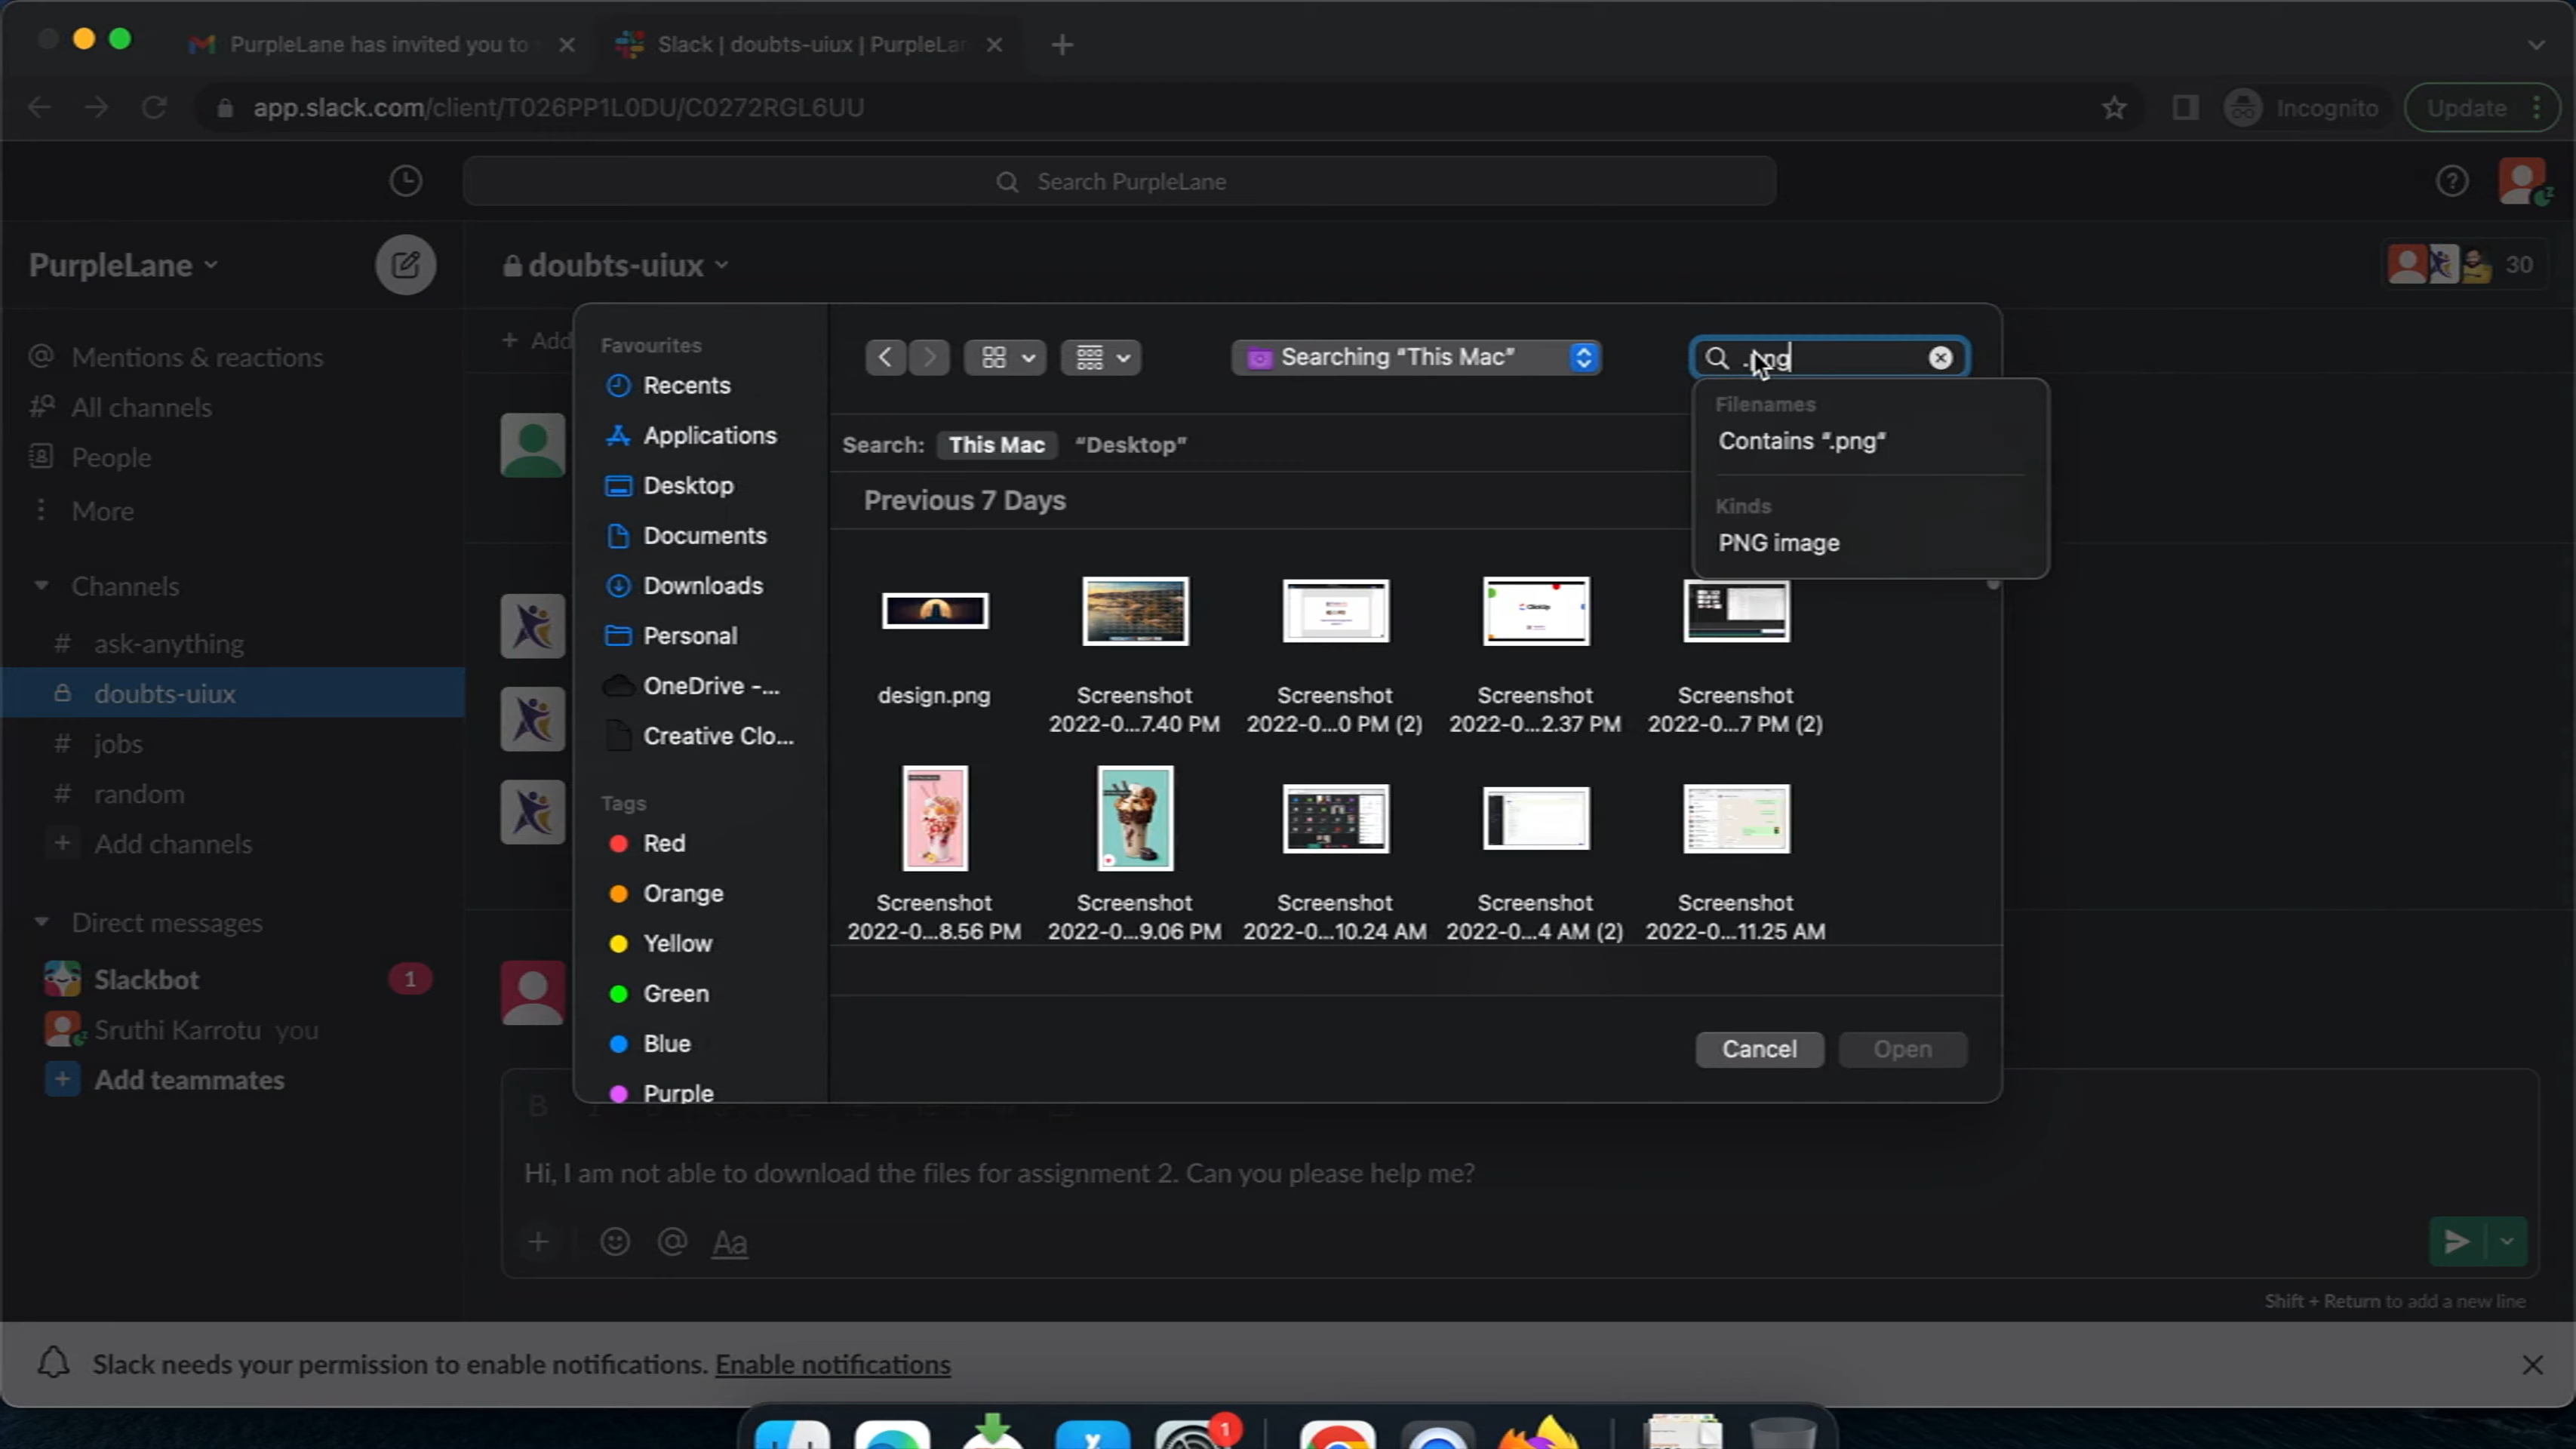 PurpleLane has invited you to
Slack | doubts-uiux | PurpleLan
app.slack.com/client/T026PP1L0DU/C0272RGL6UU
Incognito
Update
Search PurpleLane
PurpleLane
doubts-uiux
30
Mentions & reactions
All channels
People
More
Channels
# ask-anything
doubts-uiux
# jobs
# random
+ Add channels
Direct messages
Slackbot
1
Sruthi Karrotu you
+ Add teammates
+ Add
Favourites
Recents
Applications
Desktop
Documents
Downloads
Personal
OneDrive -...
Creative Clo...
Tags
Red
Orange
Yellow
Green
Blue
Purple
Searching “This Mac”
.png
Filenames
Contains “.png”
Kinds
PNG image
Search: This Mac “Desktop”
Previous 7 Days
design.png
Screenshot
2022-0...7.40 PM
Screenshot
2022-0...0 PM (2)
Screenshot
2022-0...2.37 PM
Screenshot
2022-0...7 PM (2)
Screenshot
2022-0...8.56 PM
Screenshot
2022-0...9.06 PM
Screenshot
2022-0...10.24 AM
Screenshot
2022-0...4 AM (2)
Screenshot
2022-0...11.25 AM
Cancel
Open
B
Hi, I am not able to download the files for assignment 2. Can you please help me?
+ @ Aa
Shift + Return to add a new line
Slack needs your permission to enable notifications. Enable notifications
1